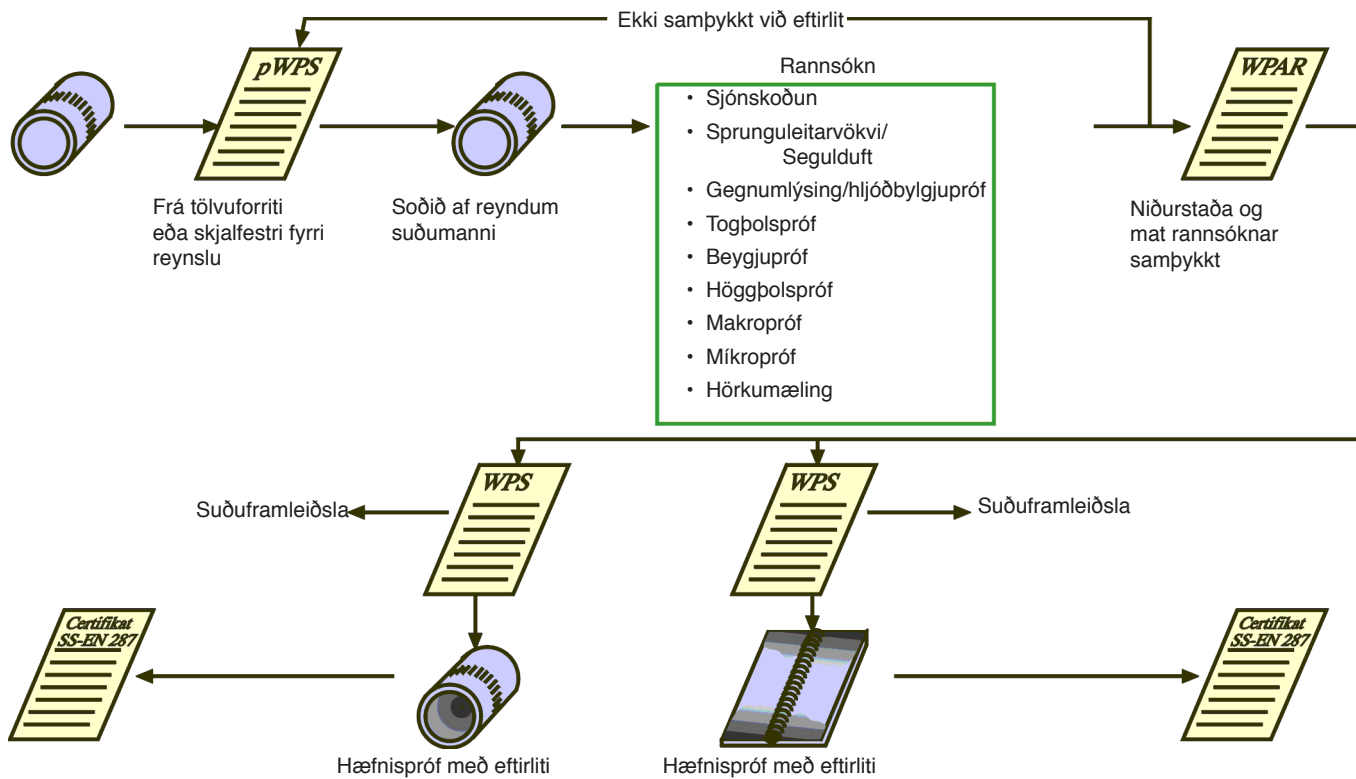 Ekki samþykkt við eftirlit
pWPS
Rannsókn
WPAR
• Sjónskoðun
• Sprunguleitarvökvi/
Segulduft
• Gegnumlýsing/hljóðbylgjupróf
• Togþolspróf
• Beygjupróf
• Höggþolspróf
• Makropróf
• Míkropróf
• Hörkumæling
Frá tölvuforriti
eða skjalfestri fyrri
reynslu
Soðið af reyndum
suðumanni
Niðurstaða og
mat rannsóknar
samþykkt
WPS
WPS
Suðuframleiðsla
Suðuframleiðsla
Certifikat
SS-EN 287
Certifikat
SS-EN 287
Hæfnispróf með eftirliti
Hæfnispróf með eftirliti